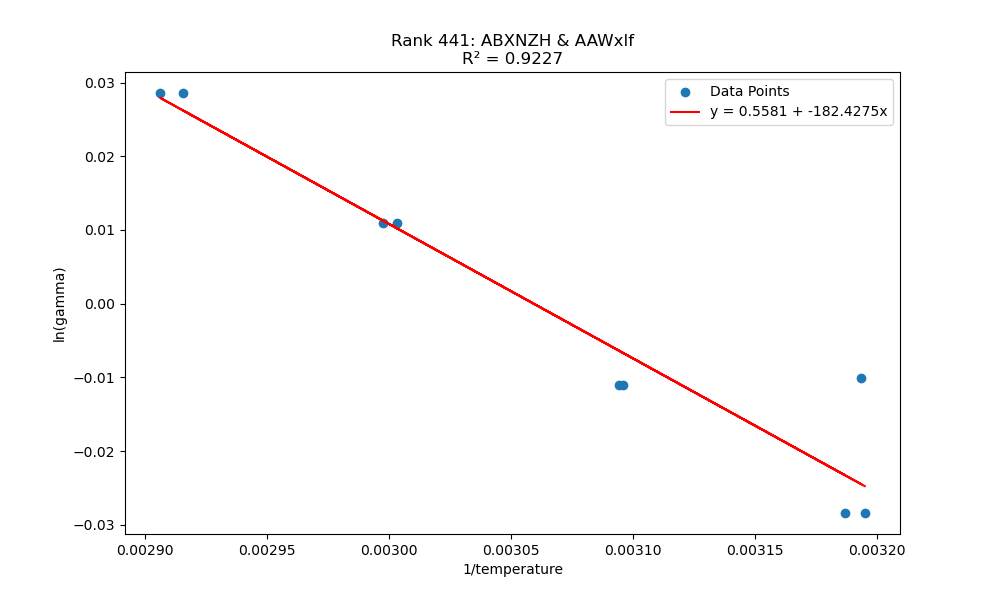 Rank 441: ABXNZH & AAWxlf
R² = 0.9227
Data Points
y = 0.5581 + -182.4275x
0.03
0.02
0.01
0.00
−0.01
−0.02
−0.03
ln(gamma)
0.00290
0.00295
0.00300
0.00305
0.00310
0.00315
0.00320
1/temperature